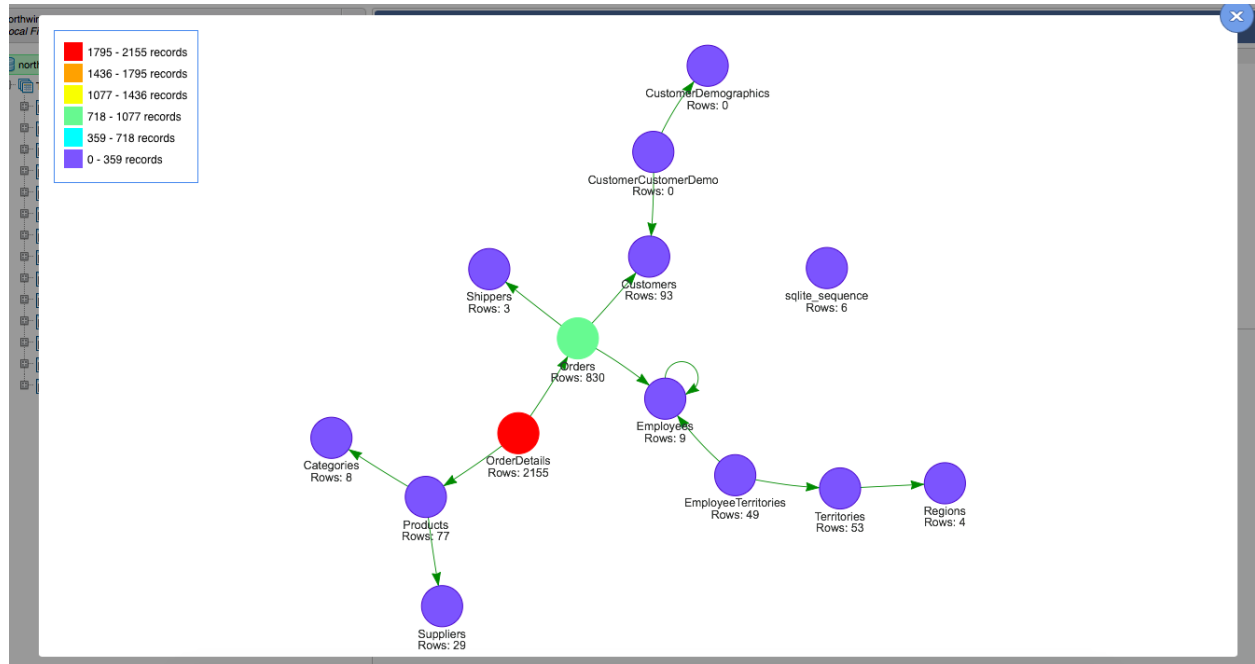 1795 - 2155 records
1436 - 1795 records
1077 - 1436 records
718 - 1077 records
359 - 718 records
0 - 359 records
CustomerDemographics
Rows: 0
CustomerCustomerDemo
Rows: 0
Shippers
Rows: 3
Customers
Rows: 93
sqlite_sequence
Rows: 6
Orders
Rows: 830
Employees
Rows: 9
Categories
Rows: 8
OrderDetails
Rows: 2155
Products
Rows: 77
EmployeeTerritories
Rows: 49
Territories
Rows: 53
Regions
Rows: 4
Suppliers
Rows: 29